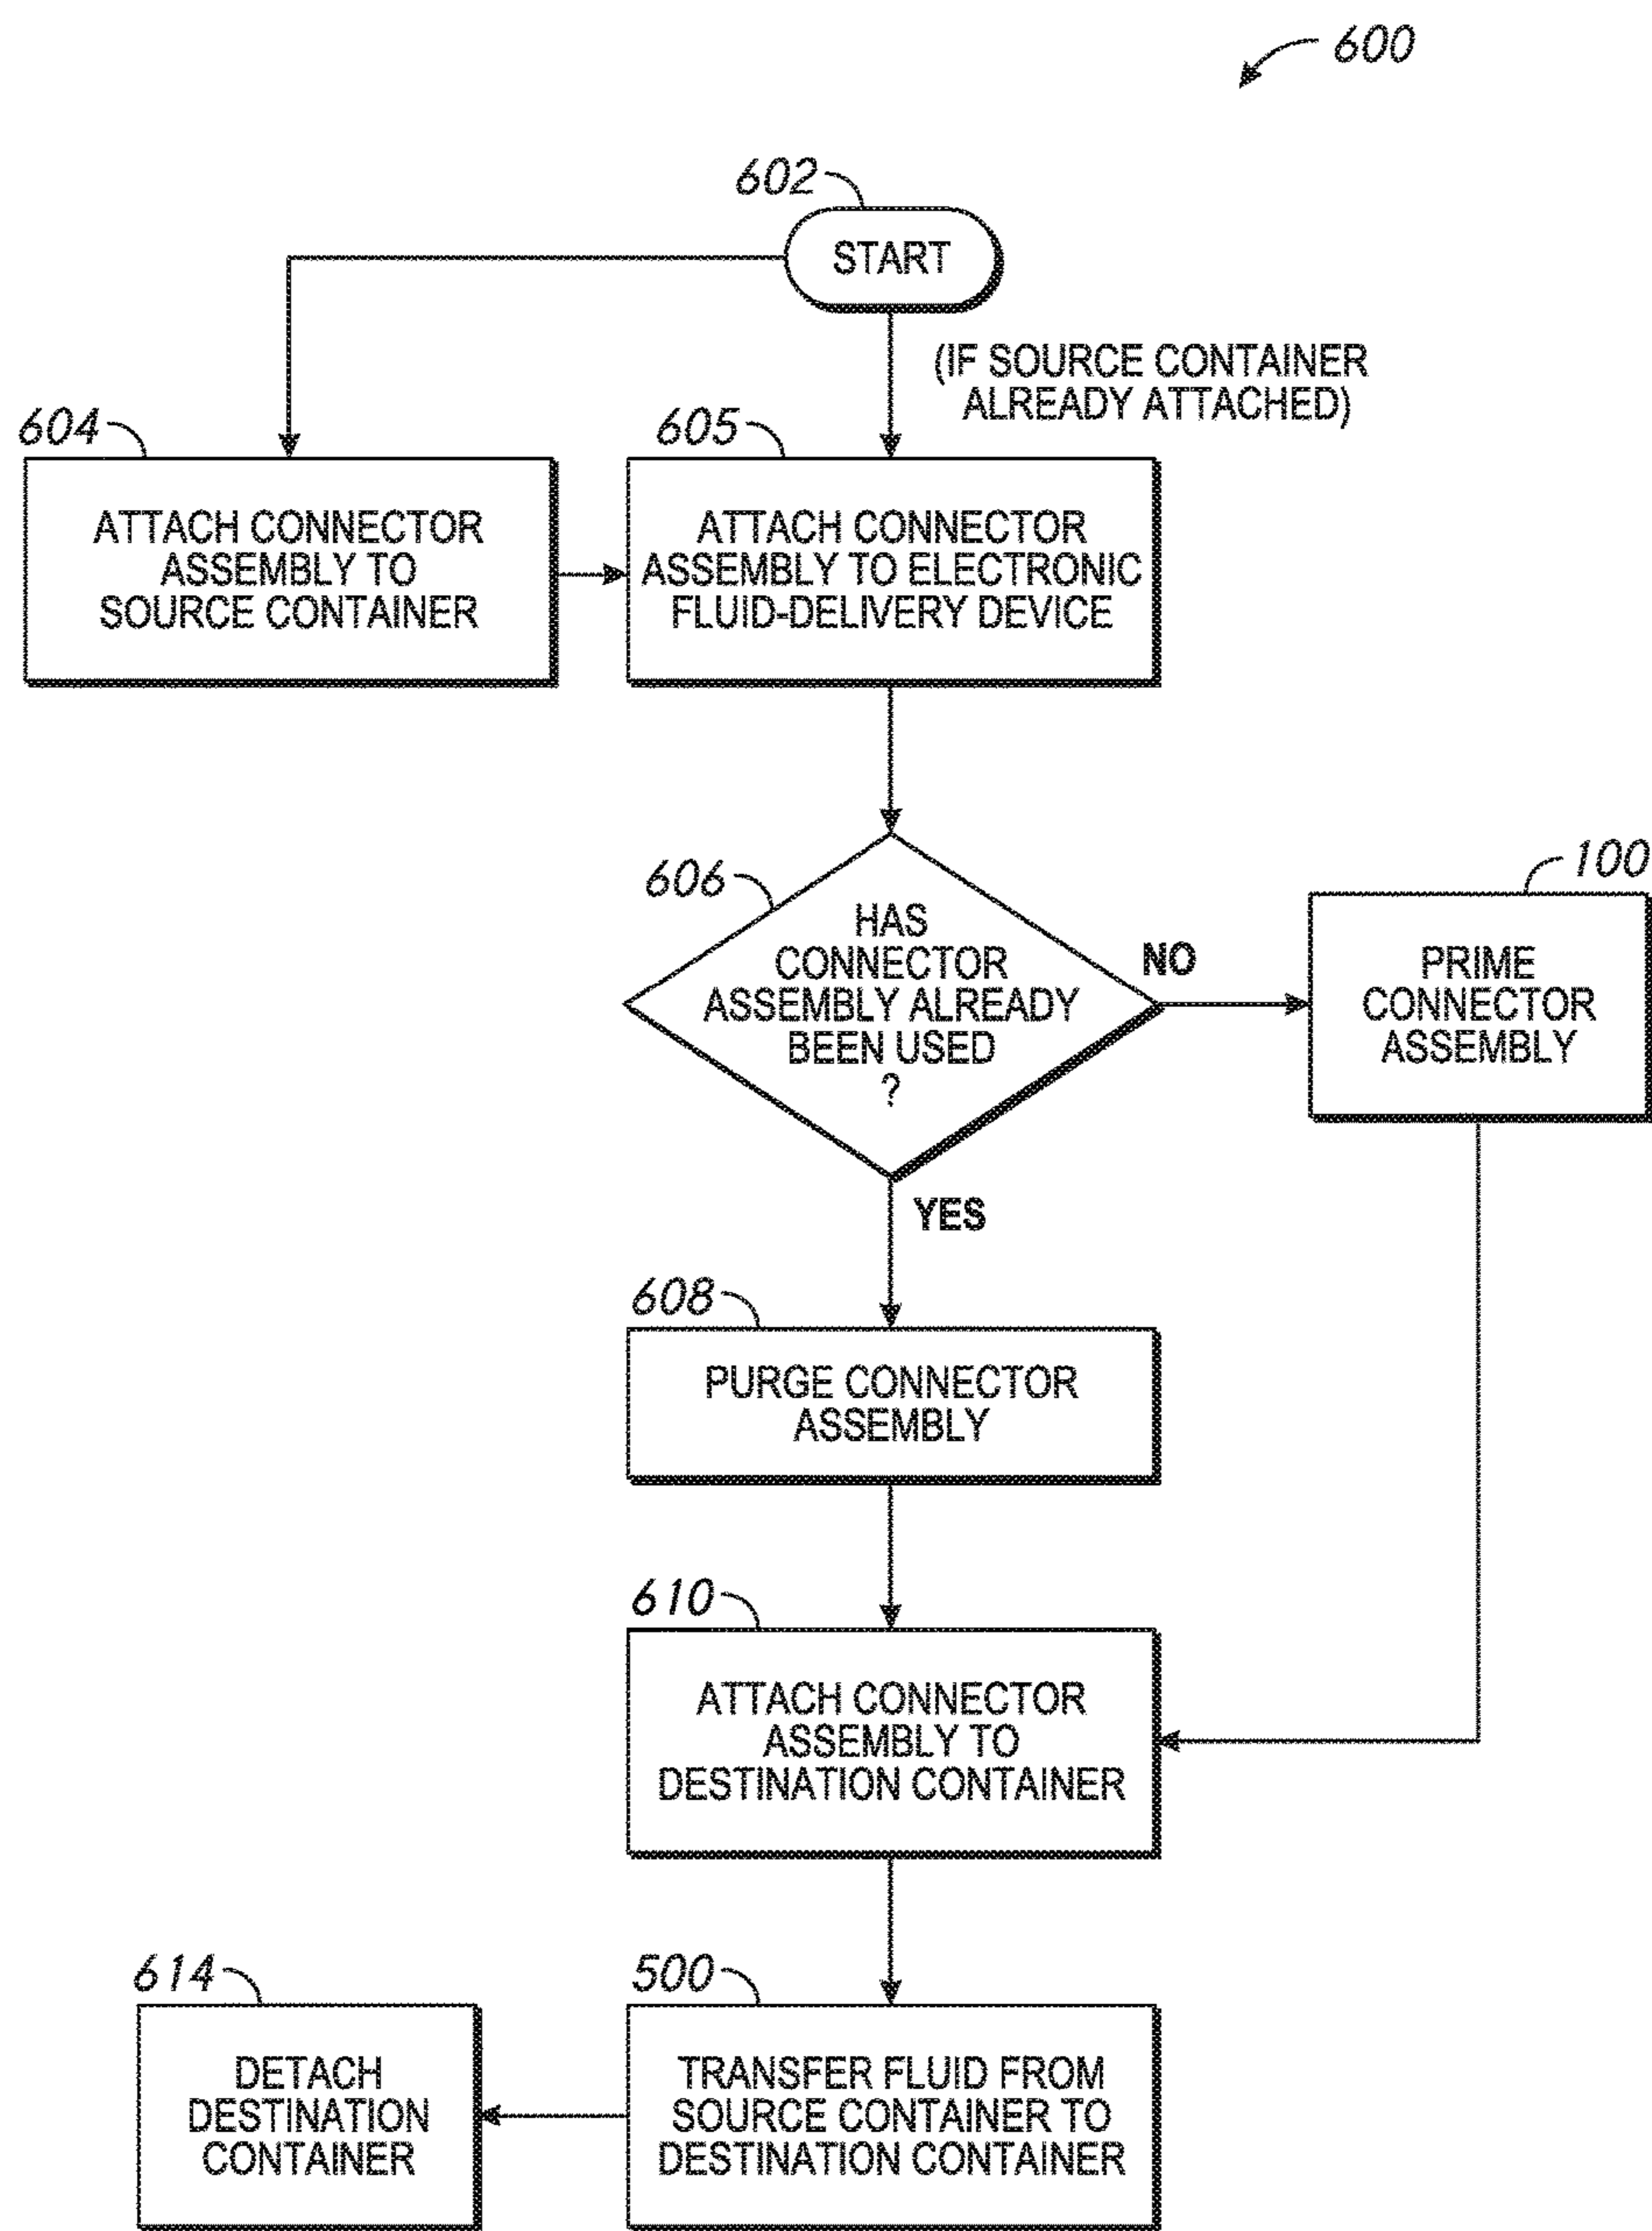 600
602
START
(IF SOURCE CONTAINER
ALREADY ATTACHED)
604
ATTACH CONNECTOR
ASSEMBLY TO
SOURCE CONTAINER
605
ATTACH CONNECTOR
ASSEMBLY TO ELECTRONIC
FLUID-DELIVERY DEVICE
606
HAS
CONNECTOR
ASSEMBLY ALREADY
BEEN USED
?
NO
YES
100
PRIME
CONNECTOR
ASSEMBLY
608
PURGE CONNECTOR
ASSEMBLY
610
ATTACH CONNECTOR
ASSEMBLY TO
DESTINATION CONTAINER
500
TRANSFER FLUID FROM
SOURCE CONTAINER TO
DESTINATION CONTAINER
614
DETACH
DESTINATION
CONTAINER